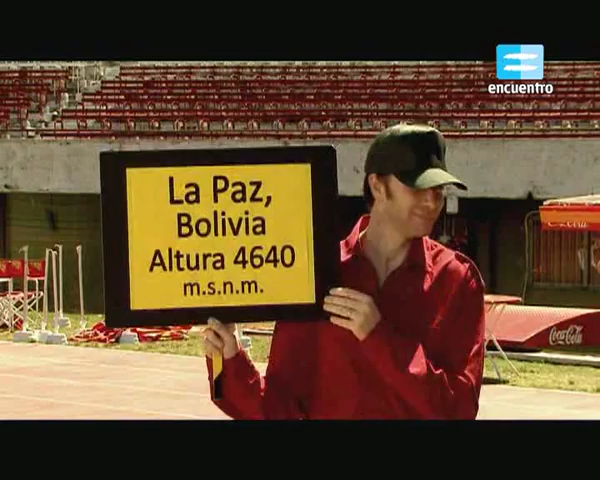 encuentro
La Paz,
Bolivia
Altura 4640
m.s.n.m.
Coca-Cola